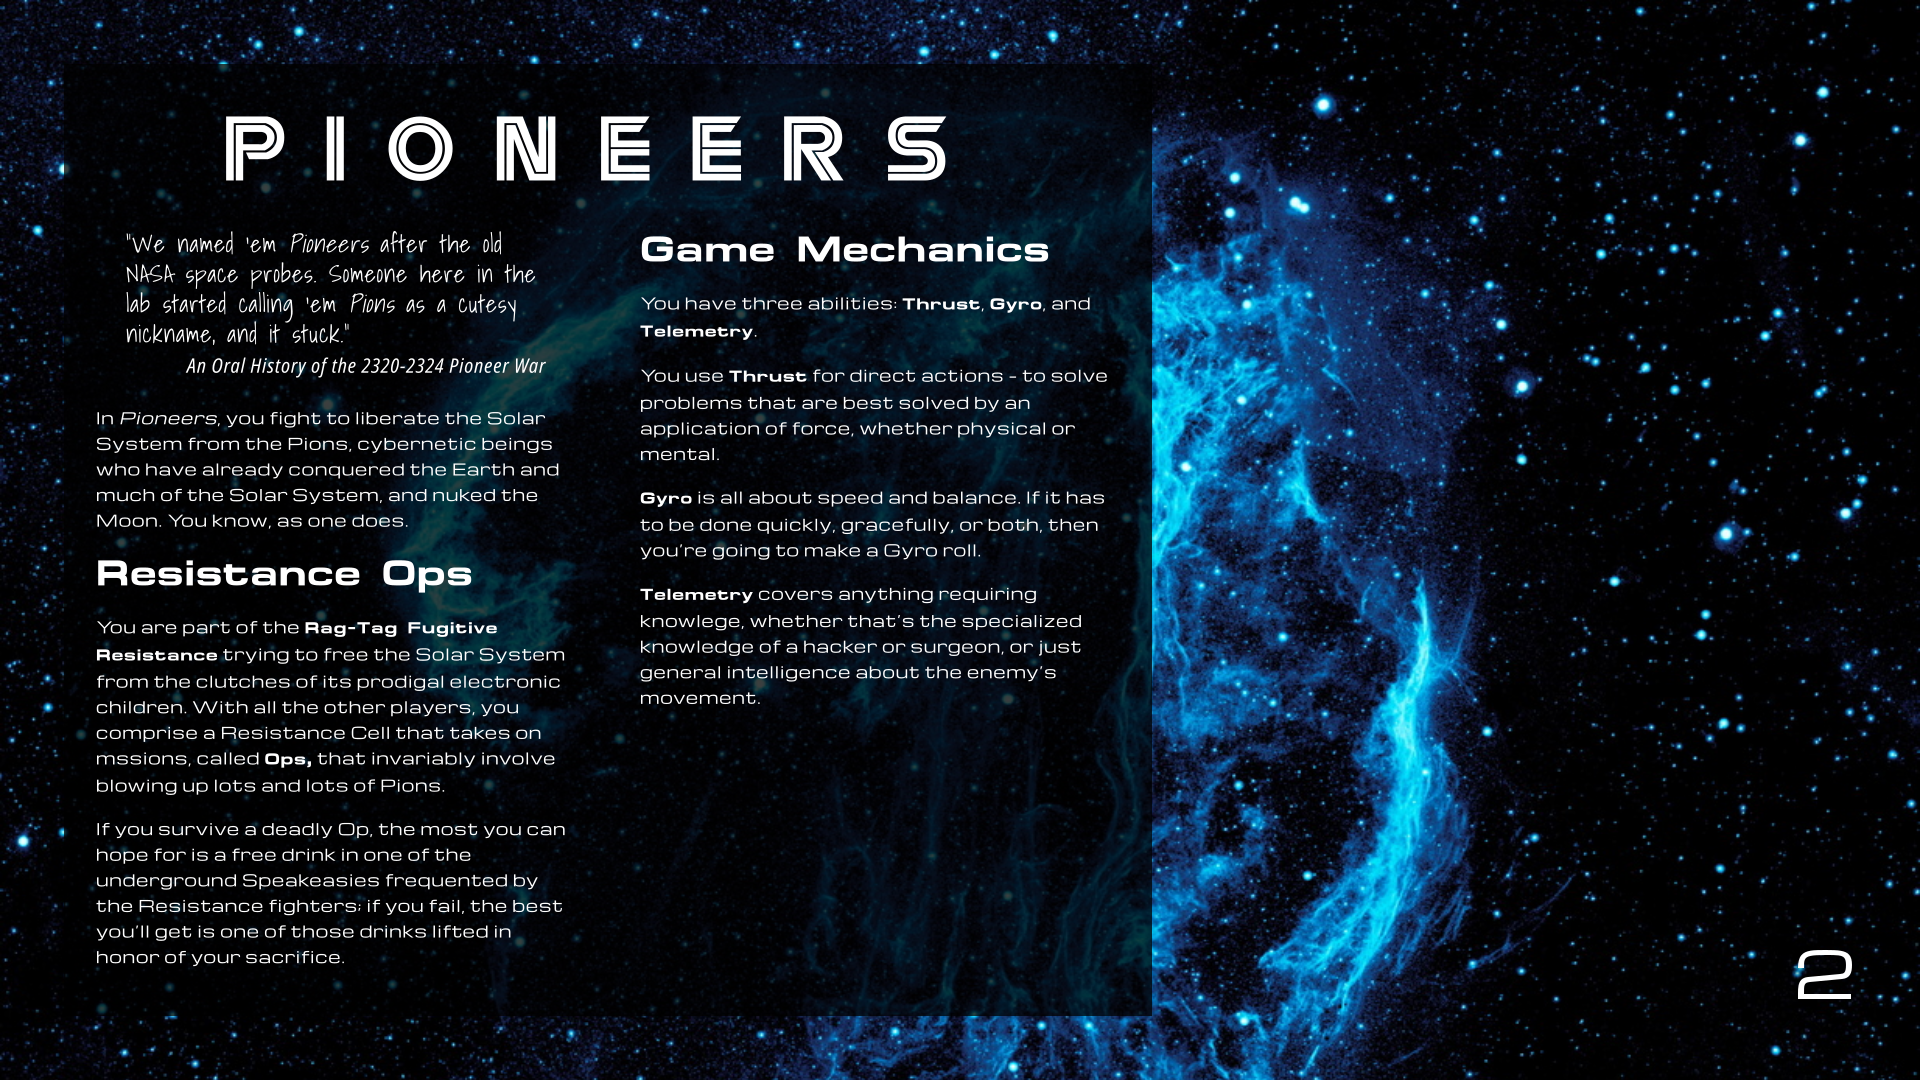 PIONEERS
"We named 'em Pioneers after the old
NASA space probes. Someone here in the
lab started calling 'em Pions as a cutesy
nickname, and it stuck."
An Oral History of the 2320-2324 Pioneer War
In Pioneers, you fight to liberate the Solar
System from the Pions, cybernetic beings
who have already conquered the Earth and
much of the Solar System, and nuked the
Moon. You know, as one does.
Resistance Ops
You are part of the Rag-Tag Fugitive
Resistance trying to free the Solar System
from the clutches of its prodigal electronic
children. With all the other players, you
comprise a Resistance Cell that takes on
mssions, called Ops, that invariably involve
blowing up lots and lots of Pions.
If you survive a deadly Op, the most you can
hope for is a free drink in one of the
underground Speakeasies frequented by
the Resistance fighters; if you fail, the best
you'll get is one of those drinks lifted in
honor of your sacrifice.
Game Mechanics
You have three abilities: Thrust, Gyro, and
Telemetry.
You use Thrust for direct actions - to solve
problems that are best solved by an
application of force, whether physical or
mental.
Gyro is all about speed and balance. If it has
to be done quickly, gracefully, or both, then
you're going to make a Gyro roll.
Telemetry covers anything requiring
knowlege, whether that's the specialized
knowledge of a hacker or surgeon, or just
general intelligence about the enemy's
movement.
2